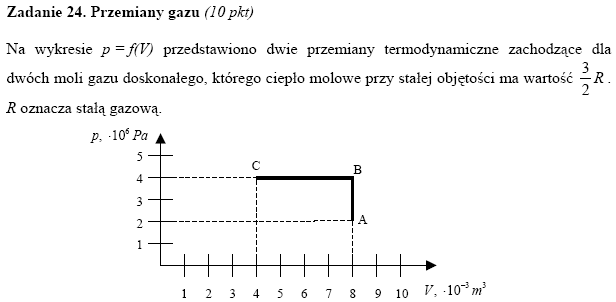 Zadanie 24. Przemiany gazu (10 pkt)
Na wykresie p = f(V) przedstawiono dwie przemiany termodynamiczne zachodzące dla
dwóch moli gazu doskonałego, którego ciepło molowe przy stałej objętości ma wartość 3/2 R .
R oznacza stałą gazową.
p, ·10⁶ Pa
5
C
B
4
3
2
A
1
1 2 3 4 5 6 7 8 9 10 V, ·10⁻³ m³